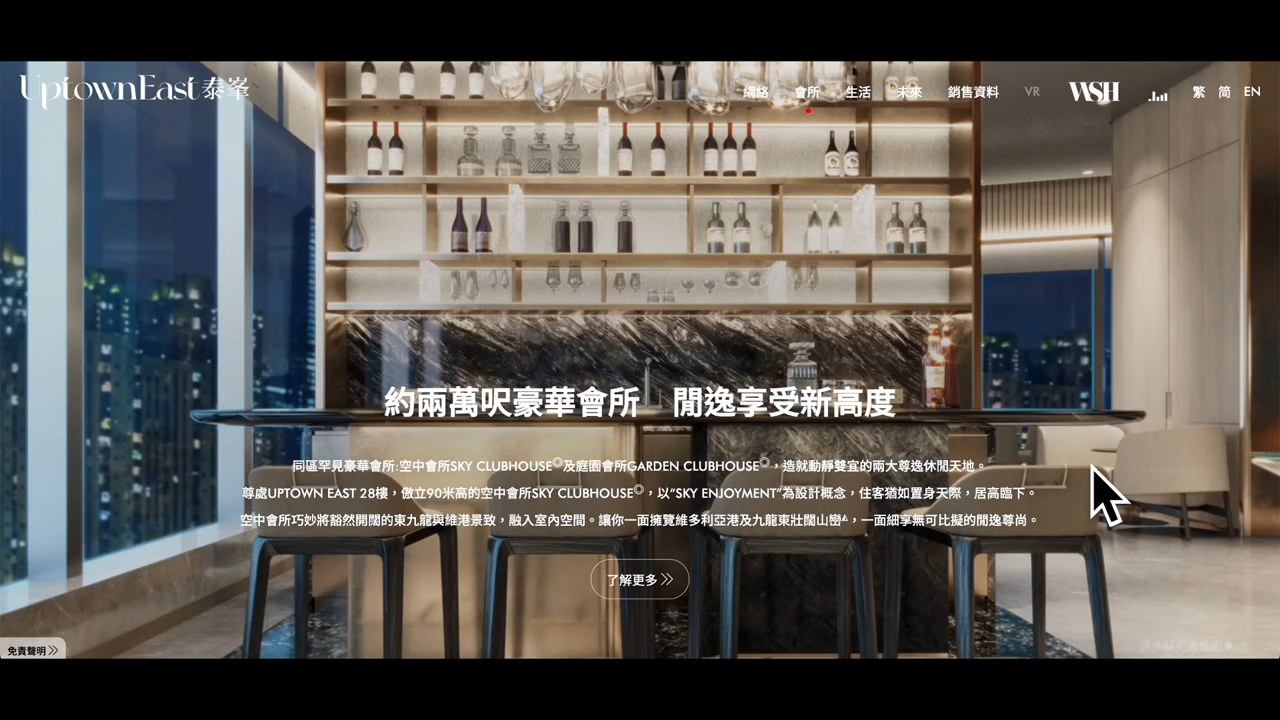 UptownEast 泰峯
網絡 會所 生活 未來 銷售資料 VR WSH 繁 简 EN
約兩萬呎豪華會所 閒逸享受新高度
同區罕見豪華會所:空中會所SKY CLUBHOUSE◎及庭園會所GARDEN CLUBHOUSE◎，造就動靜雙宜的兩大尊逸休閒天地。
尊處UPTOWN EAST 28樓，傲立90米高的空中會所SKY CLUBHOUSE◎，以“SKY ENJOYMENT”為設計概念，住客猶如置身天際，居高臨下。
空中會所巧妙將豁然開闊的東九龍與維港景致，融入室內空間。讓你一面擁覽維多利亞港及九龍東壯闊山巒^，一面細享無可比擬的閒逸尊尚。
了解更多
免責聲明